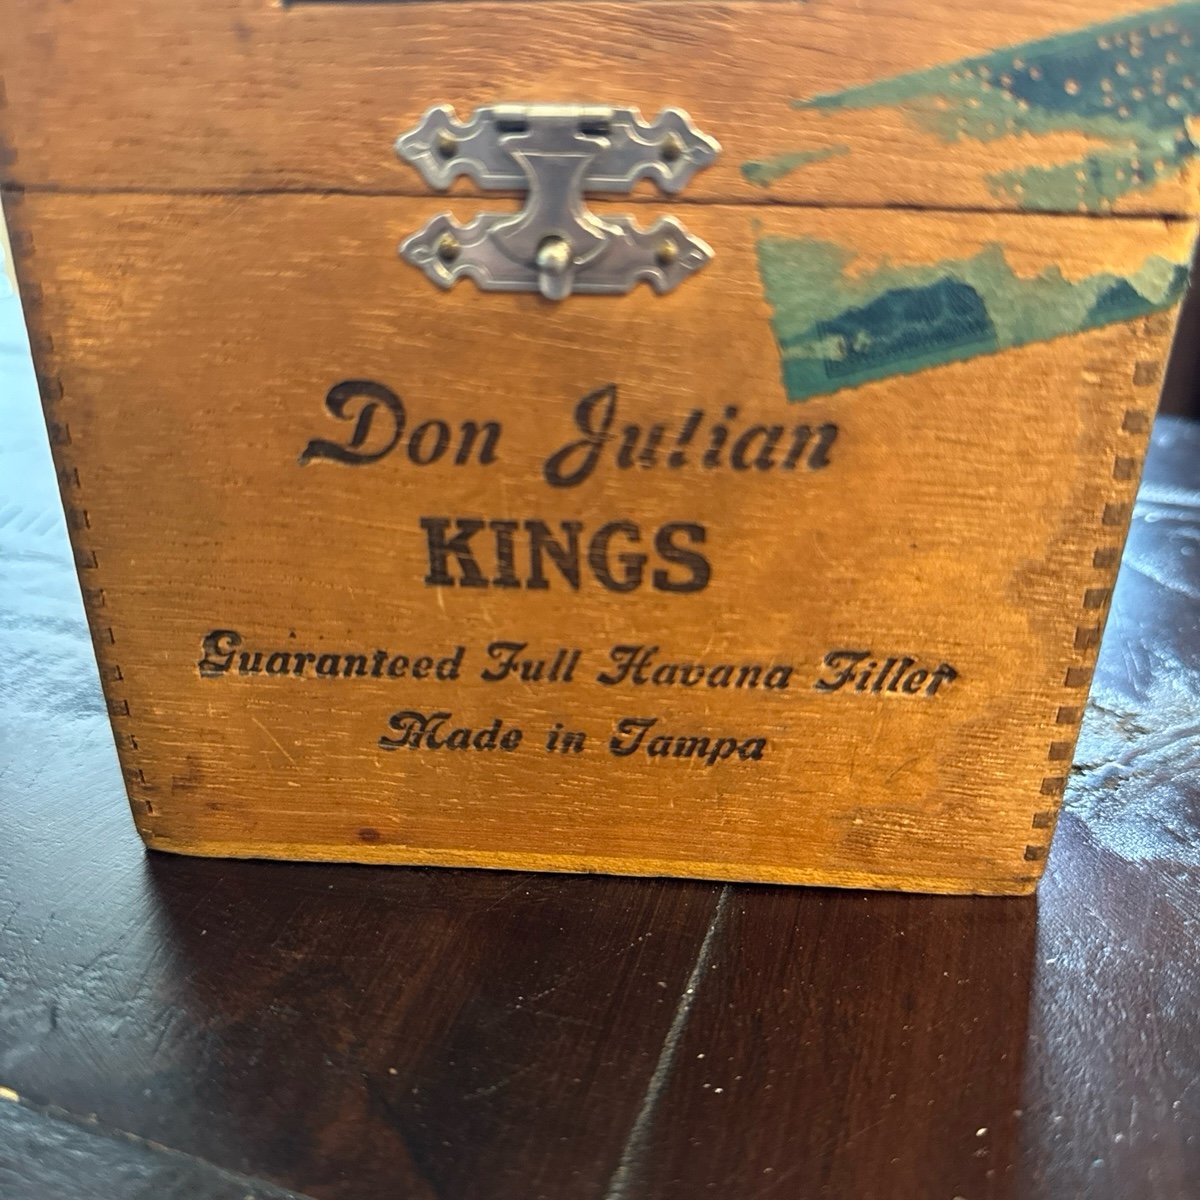 Don Julian
KINGS
Guaranteed Full Havana Filler
Made in Tampa